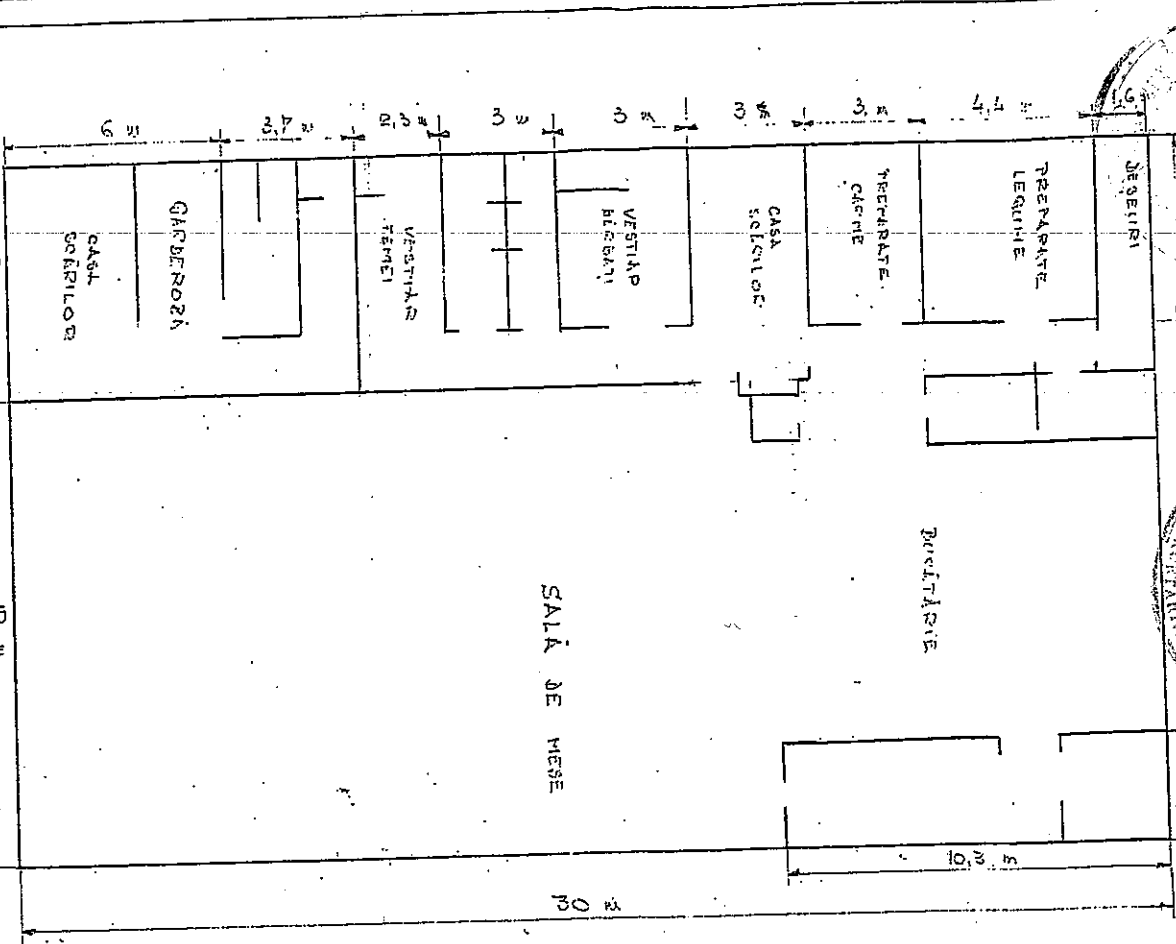 6 m
3,7 m
2,3 m
3 m
3 m
3 m
3 m
4,4 m
1,6
CASA
SCĂRILOR
GARDEROBĂ
VESTIAR
FEMEI
VESTIAR
BĂRBAȚI
CASA
SCĂRILOR
PREPARATE
CARNE
PREPARATE
LEGUME
DEȘEURI
BUCĂTĂRIE
SALĂ DE MESE
10,3 m
30 m